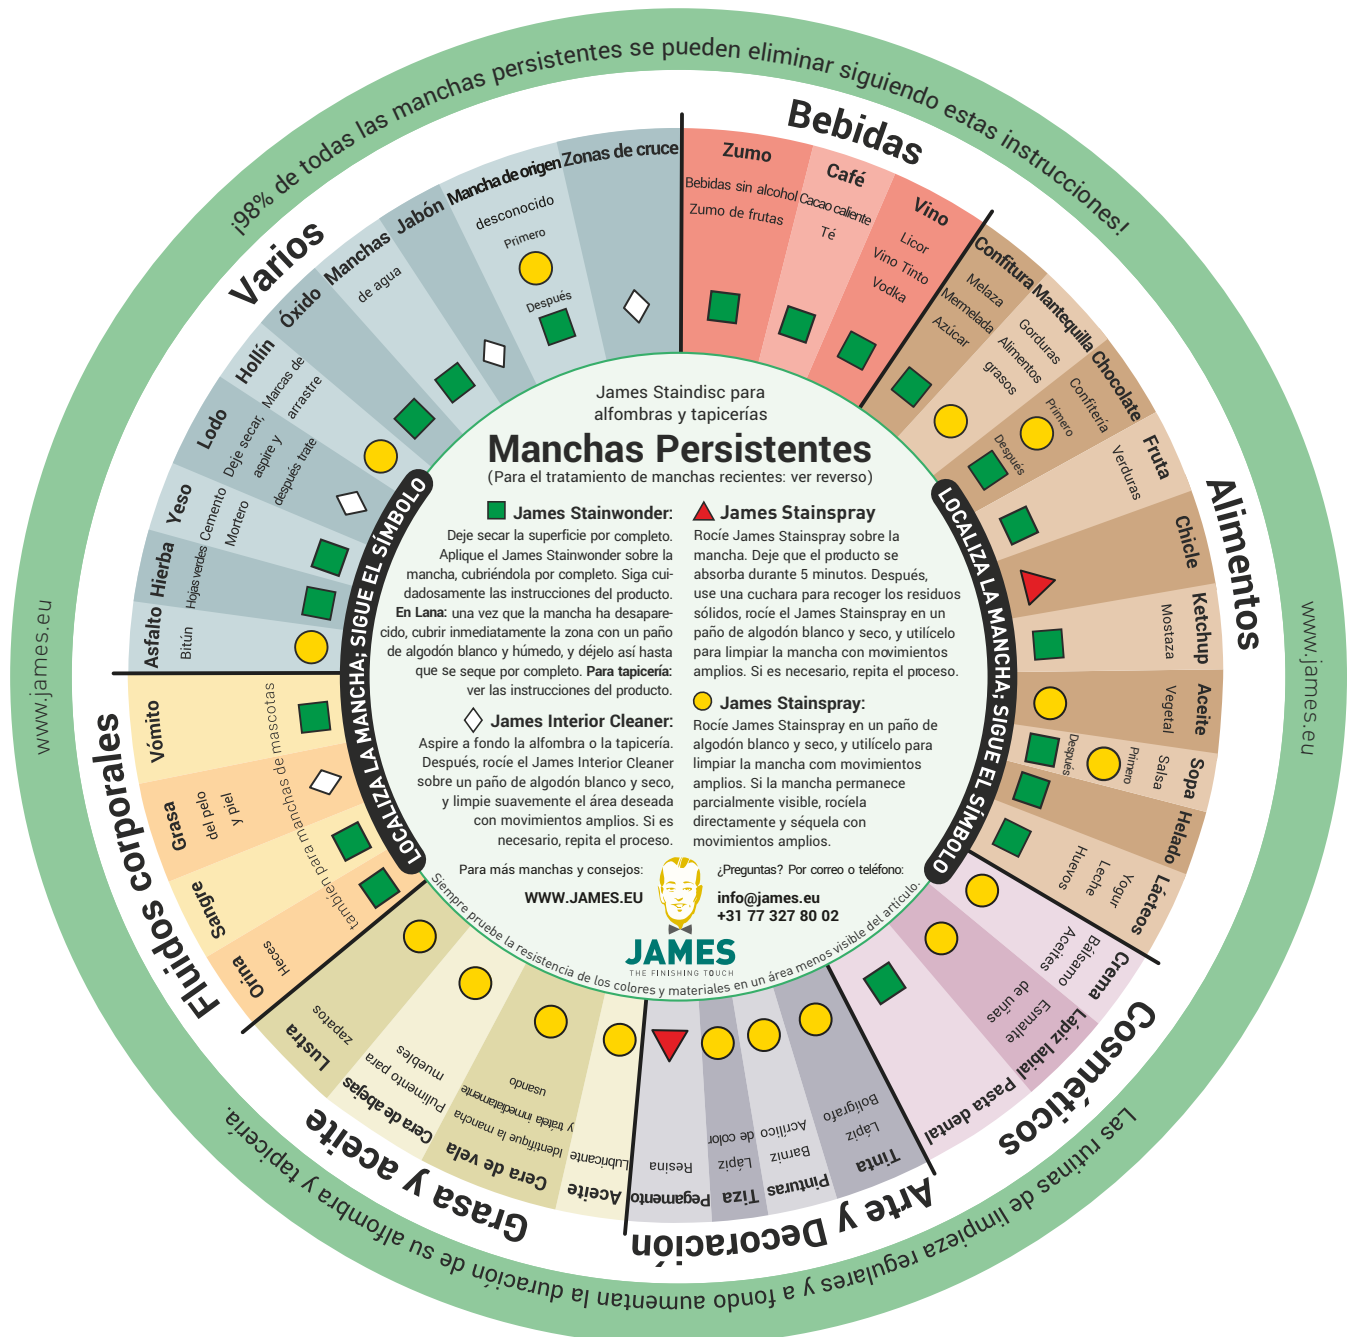 ¡98% de todas las manchas persistentes se pueden eliminar siguiendo estas instrucciones!
www.james.eu
Las rutinas de limpieza regulares y a fondo aumentan la duración de su alfombra y tapicería.
www.james.eu
Bebidas
Zumo
Bebidas sin alcohol
Zumo de frutas
Café
Cacao caliente
Té
Vino
Licor
Vino Tinto
Vodka
Alimentos
Confitura
Melaza
Mermelada
Azúcar
Mantequilla
Gorduras
Alimentos
grasos
Chocolate
Confitería
Primero
Después
Fruta
Verduras
Chicle
Ketchup
Mostaza
Aceite
Vegetal
Sopa
Salsa
Primero
Después
Helado
Lácteos
Yogur
Leche
Huevos
Cosméticos
Crema
Bálsamo
Aceites
Lápiz labial
Esmalte
de uñas
Pasta dental
Arte y Decoración
Tinta
Lápiz
Bolígrafo
Pinturas
Barniz
Acrílico
Tiza
Lápiz
de color
Pegamento
Resina
Grasa y aceite
Aceite
Lubricante
Cera de vela
Identifique la mancha
y trátela inmediatamente
usando
Cera de abejas
Pulimento para
muebles
Lustra
zapatos
Fluidos corporales
Orina
Heces
Sangre
Grasa
del pelo
y piel
Vómito
también para manchas de mascotas
Varios
Asfalto
Bitún
Hierba
Hojas verdes
Yeso
Cemento
Mortero
Lodo
Deje secar,
aspire y
después trate
Hollín
Marcas de
arrastre
Óxido
Manchas
de agua
Jabón
Mancha de origen
desconocido
Primero
Después
Zonas de cruce
LOCALIZA LA MANCHA; SIGUE EL SÍMBOLO
LOCALIZA LA MANCHA; SIGUE EL SÍMBOLO
James Staindisc para
alfombras y tapicerías
Manchas Persistentes
(Para el tratamiento de manchas recientes: ver reverso)
James Stainwonder:
Deje secar la superficie por completo.
Aplique el James Stainwonder sobre la
mancha, cubriéndola por completo. Siga cui-
dadosamente las instrucciones del producto.
En Lana: una vez que la mancha ha desapare-
cido, cubrir inmediatamente la zona con un paño
de algodón blanco y húmedo, y déjelo así hasta
que se seque por completo. Para tapicería:
ver las instrucciones del producto.
James Interior Cleaner:
Aspire a fondo la alfombra o la tapicería.
Después, rocíe el James Interior Cleaner
sobre un paño de algodón blanco y seco,
y limpie suavemente el área deseada
con movimientos amplios. Si es
necesario, repita el proceso.
James Stainspray
Rocíe James Stainspray sobre la
mancha. Deje que el producto se
absorba durante 5 minutos. Después,
use una cuchara para recoger los residuos
sólidos, rocíe el James Stainspray en un
paño de algodón blanco y seco, y utilícelo
para limpiar la mancha con movimientos
amplios. Si es necesario, repita el proceso.
James Stainspray:
Rocíe James Stainspray en un paño de
algodón blanco y seco, y utilícelo para
limpiar la mancha com movimientos
amplios. Si la mancha permanece
parcialmente visible, rocíela
directamente y séquela con
movimientos amplios.
Para más manchas y consejos:
WWW.JAMES.EU
¿Preguntas? Por correo o teléfono:
info@james.eu
+31 77 327 80 02
JAMES
THE FINISHING TOUCH
Siempre pruebe la resistencia de los colores y materiales en un área menos visible del artículo.